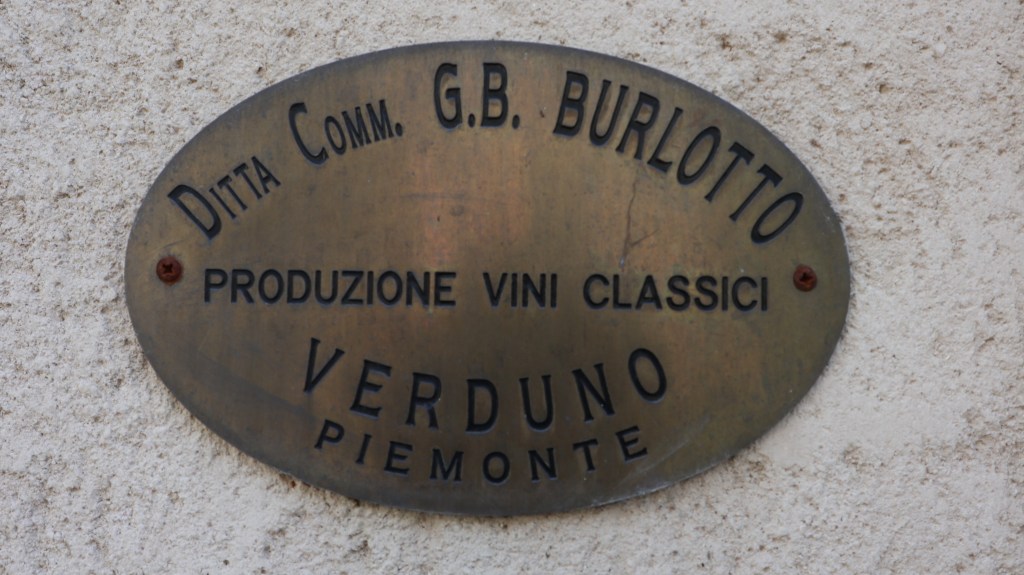 Ditta Comm. G.B. BURLOTTO
PRODUZIONE VINI CLASSICI
VERDUNO
PIEMONTE